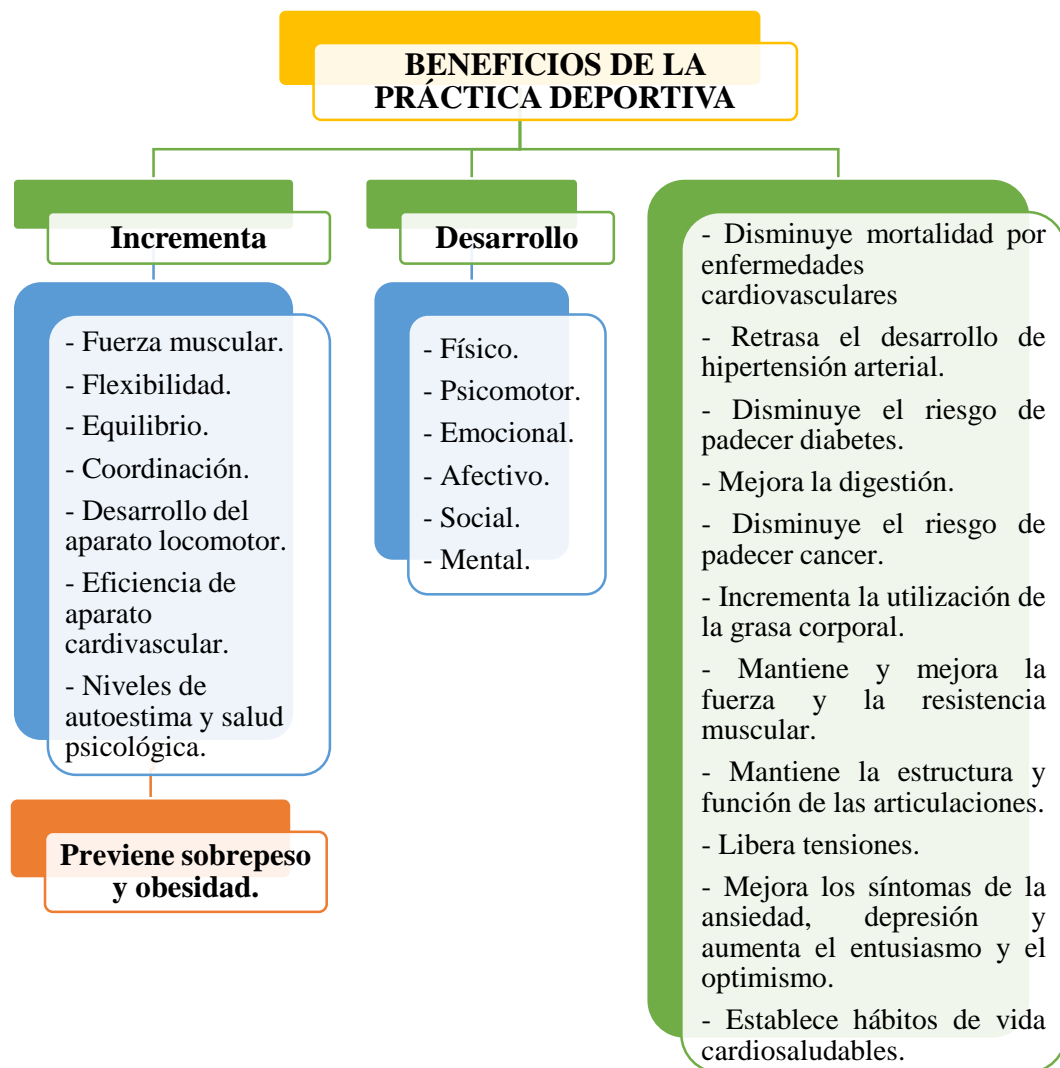 BENEFICIOS DE LA
PRÁCTICA DEPORTIVA
Incrementa
- Fuerza muscular.
- Flexibilidad.
- Equilibrio.
- Coordinación.
- Desarrollo del
aparato locomotor.
- Eficiencia de
aparato
cardivascular.
- Niveles de
autoestima y salud
psicológica.
Previene sobrepeso
y obesidad.
Desarrollo
- Físico.
- Psicomotor.
- Emocional.
- Afectivo.
- Social.
- Mental.
- Disminuye mortalidad por
enfermedades
cardiovasculares
- Retrasa el desarrollo de
hipertensión arterial.
- Disminuye el riesgo de
padecer diabetes.
- Mejora la digestión.
- Disminuye el riesgo de
padecer cancer.
- Incrementa la utilización de
la grasa corporal.
- Mantiene y mejora la
fuerza y la resistencia
muscular.
- Mantiene la estructura y
función de las articulaciones.
- Libera tensiones.
- Mejora los síntomas de la
ansiedad, depresión y
aumenta el entusiasmo y el
optimismo.
- Establece hábitos de vida
cardiosaludables.